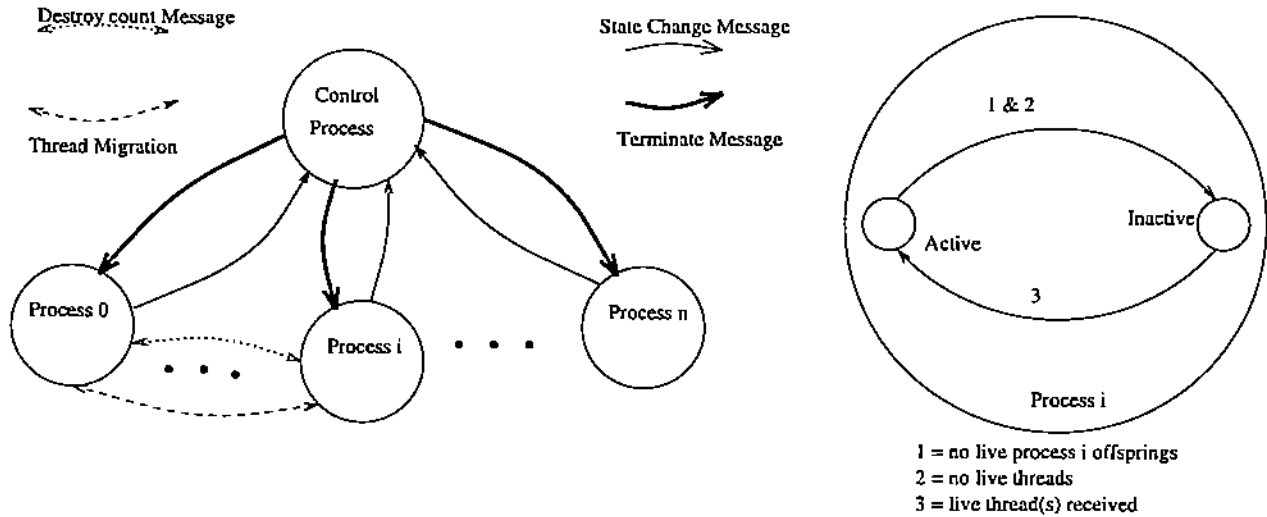 Destroy count Message
State Change Message
Control
Process
1 & 2
Thread Migration
Terminate Message
Active
Inactive
Process 0
Process i
Process n
3
Process i
1 = no live process i offsprings
2 = no live threads
3 = live thread(s) received